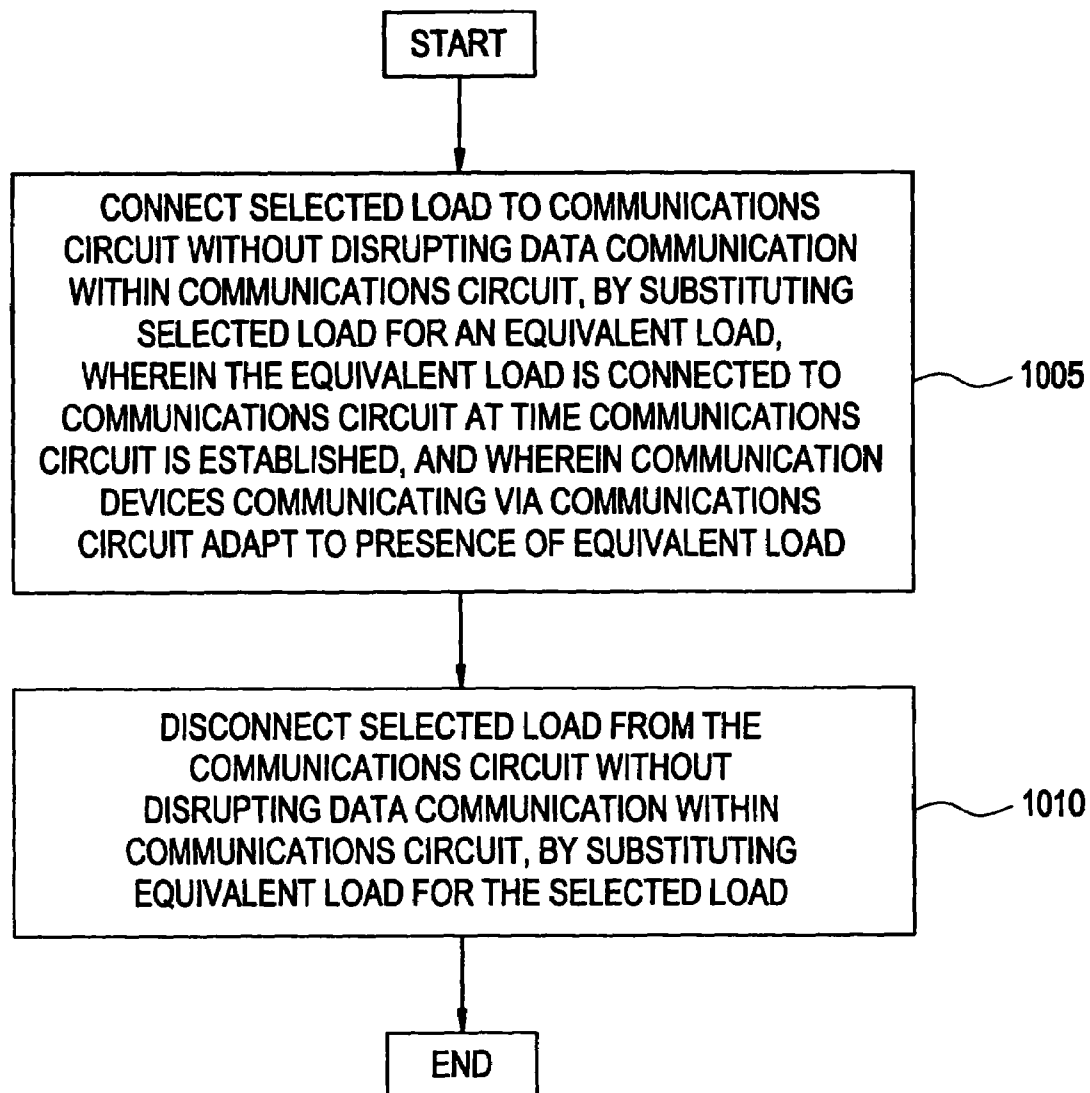 START
CONNECT SELECTED LOAD TO COMMUNICATIONS
CIRCUIT WITHOUT DISRUPTING DATA COMMUNICATION
WITHIN COMMUNICATIONS CIRCUIT, BY SUBSTITUTING
SELECTED LOAD FOR AN EQUIVALENT LOAD,
WHEREIN THE EQUIVALENT LOAD IS CONNECTED TO
COMMUNICATIONS CIRCUIT AT TIME COMMUNICATIONS
CIRCUIT IS ESTABLISHED, AND WHEREIN COMMUNICATION
DEVICES COMMUNICATING VIA COMMUNICATIONS
CIRCUIT ADAPT TO PRESENCE OF EQUIVALENT LOAD
1005
DISCONNECT SELECTED LOAD FROM THE
COMMUNICATIONS CIRCUIT WITHOUT
DISRUPTING DATA COMMUNICATION WITHIN
COMMUNICATIONS CIRCUIT, BY SUBSTITUTING
EQUIVALENT LOAD FOR THE SELECTED LOAD
1010
END